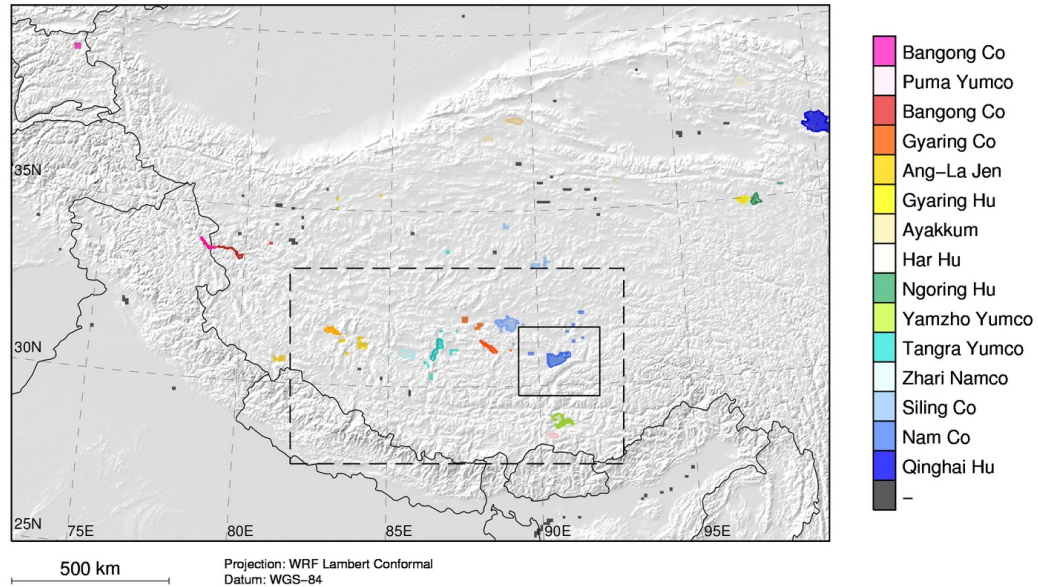 35N
30N
25N
75E
80E
85E
90E
95E
500 km
Projection: WRF Lambert Conformal
Datum: WGS−84
Bangong Co
Puma Yumco
Bangong Co
Gyaring Co
Ang−La Jen
Gyaring Hu
Ayakkum
Har Hu
Ngoring Hu
Yamzho Yumco
Tangra Yumco
Zhari Namco
Siling Co
Nam Co
Qinghai Hu
−